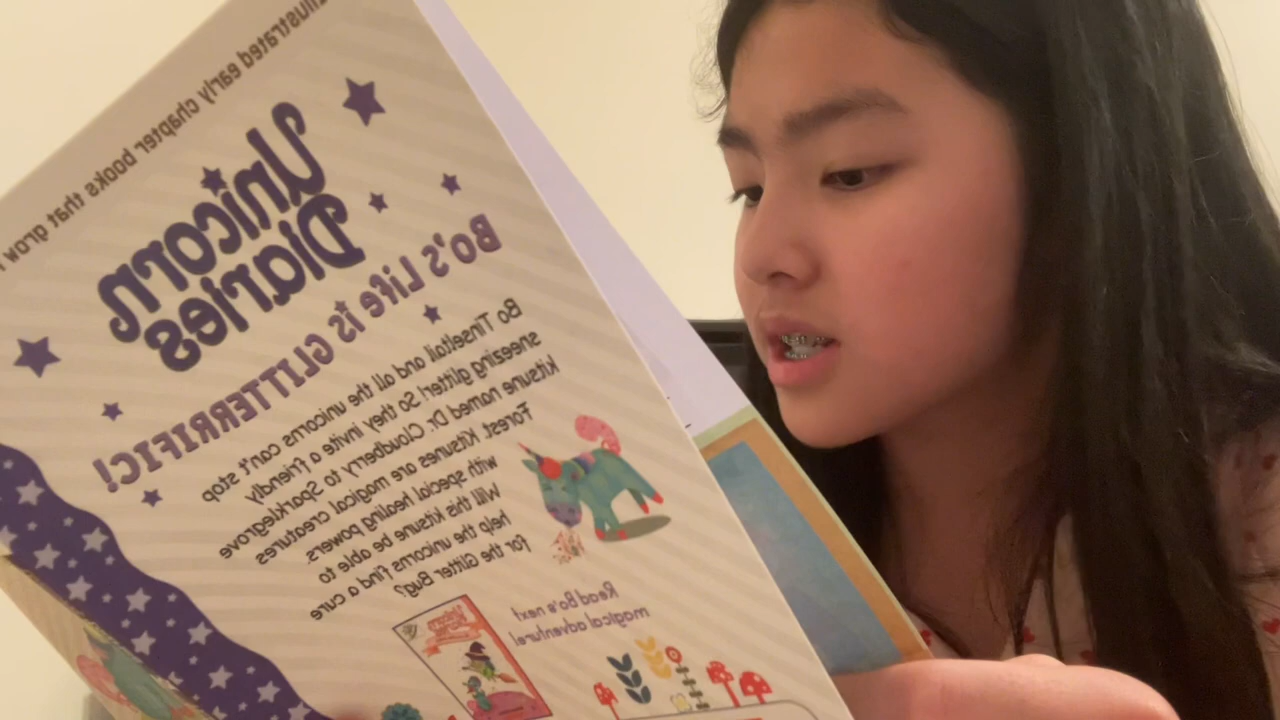 illustrated early chapter books that grow
Unicorn
Diaries
Bo's Life is GLITTERRIFIC!
Bo Tinseltail and all the unicorns can't stop
sneezing glitter! So they invite a friendly
kitsune named Dr. Cloudberry to Sparklegrove
Forest. Kitsunes are magical creatures
with special healing powers.
Will this kitsune be able to
help the unicorns find a cure
for the Glitter Bug?
Read Bo's next
magical adventure!